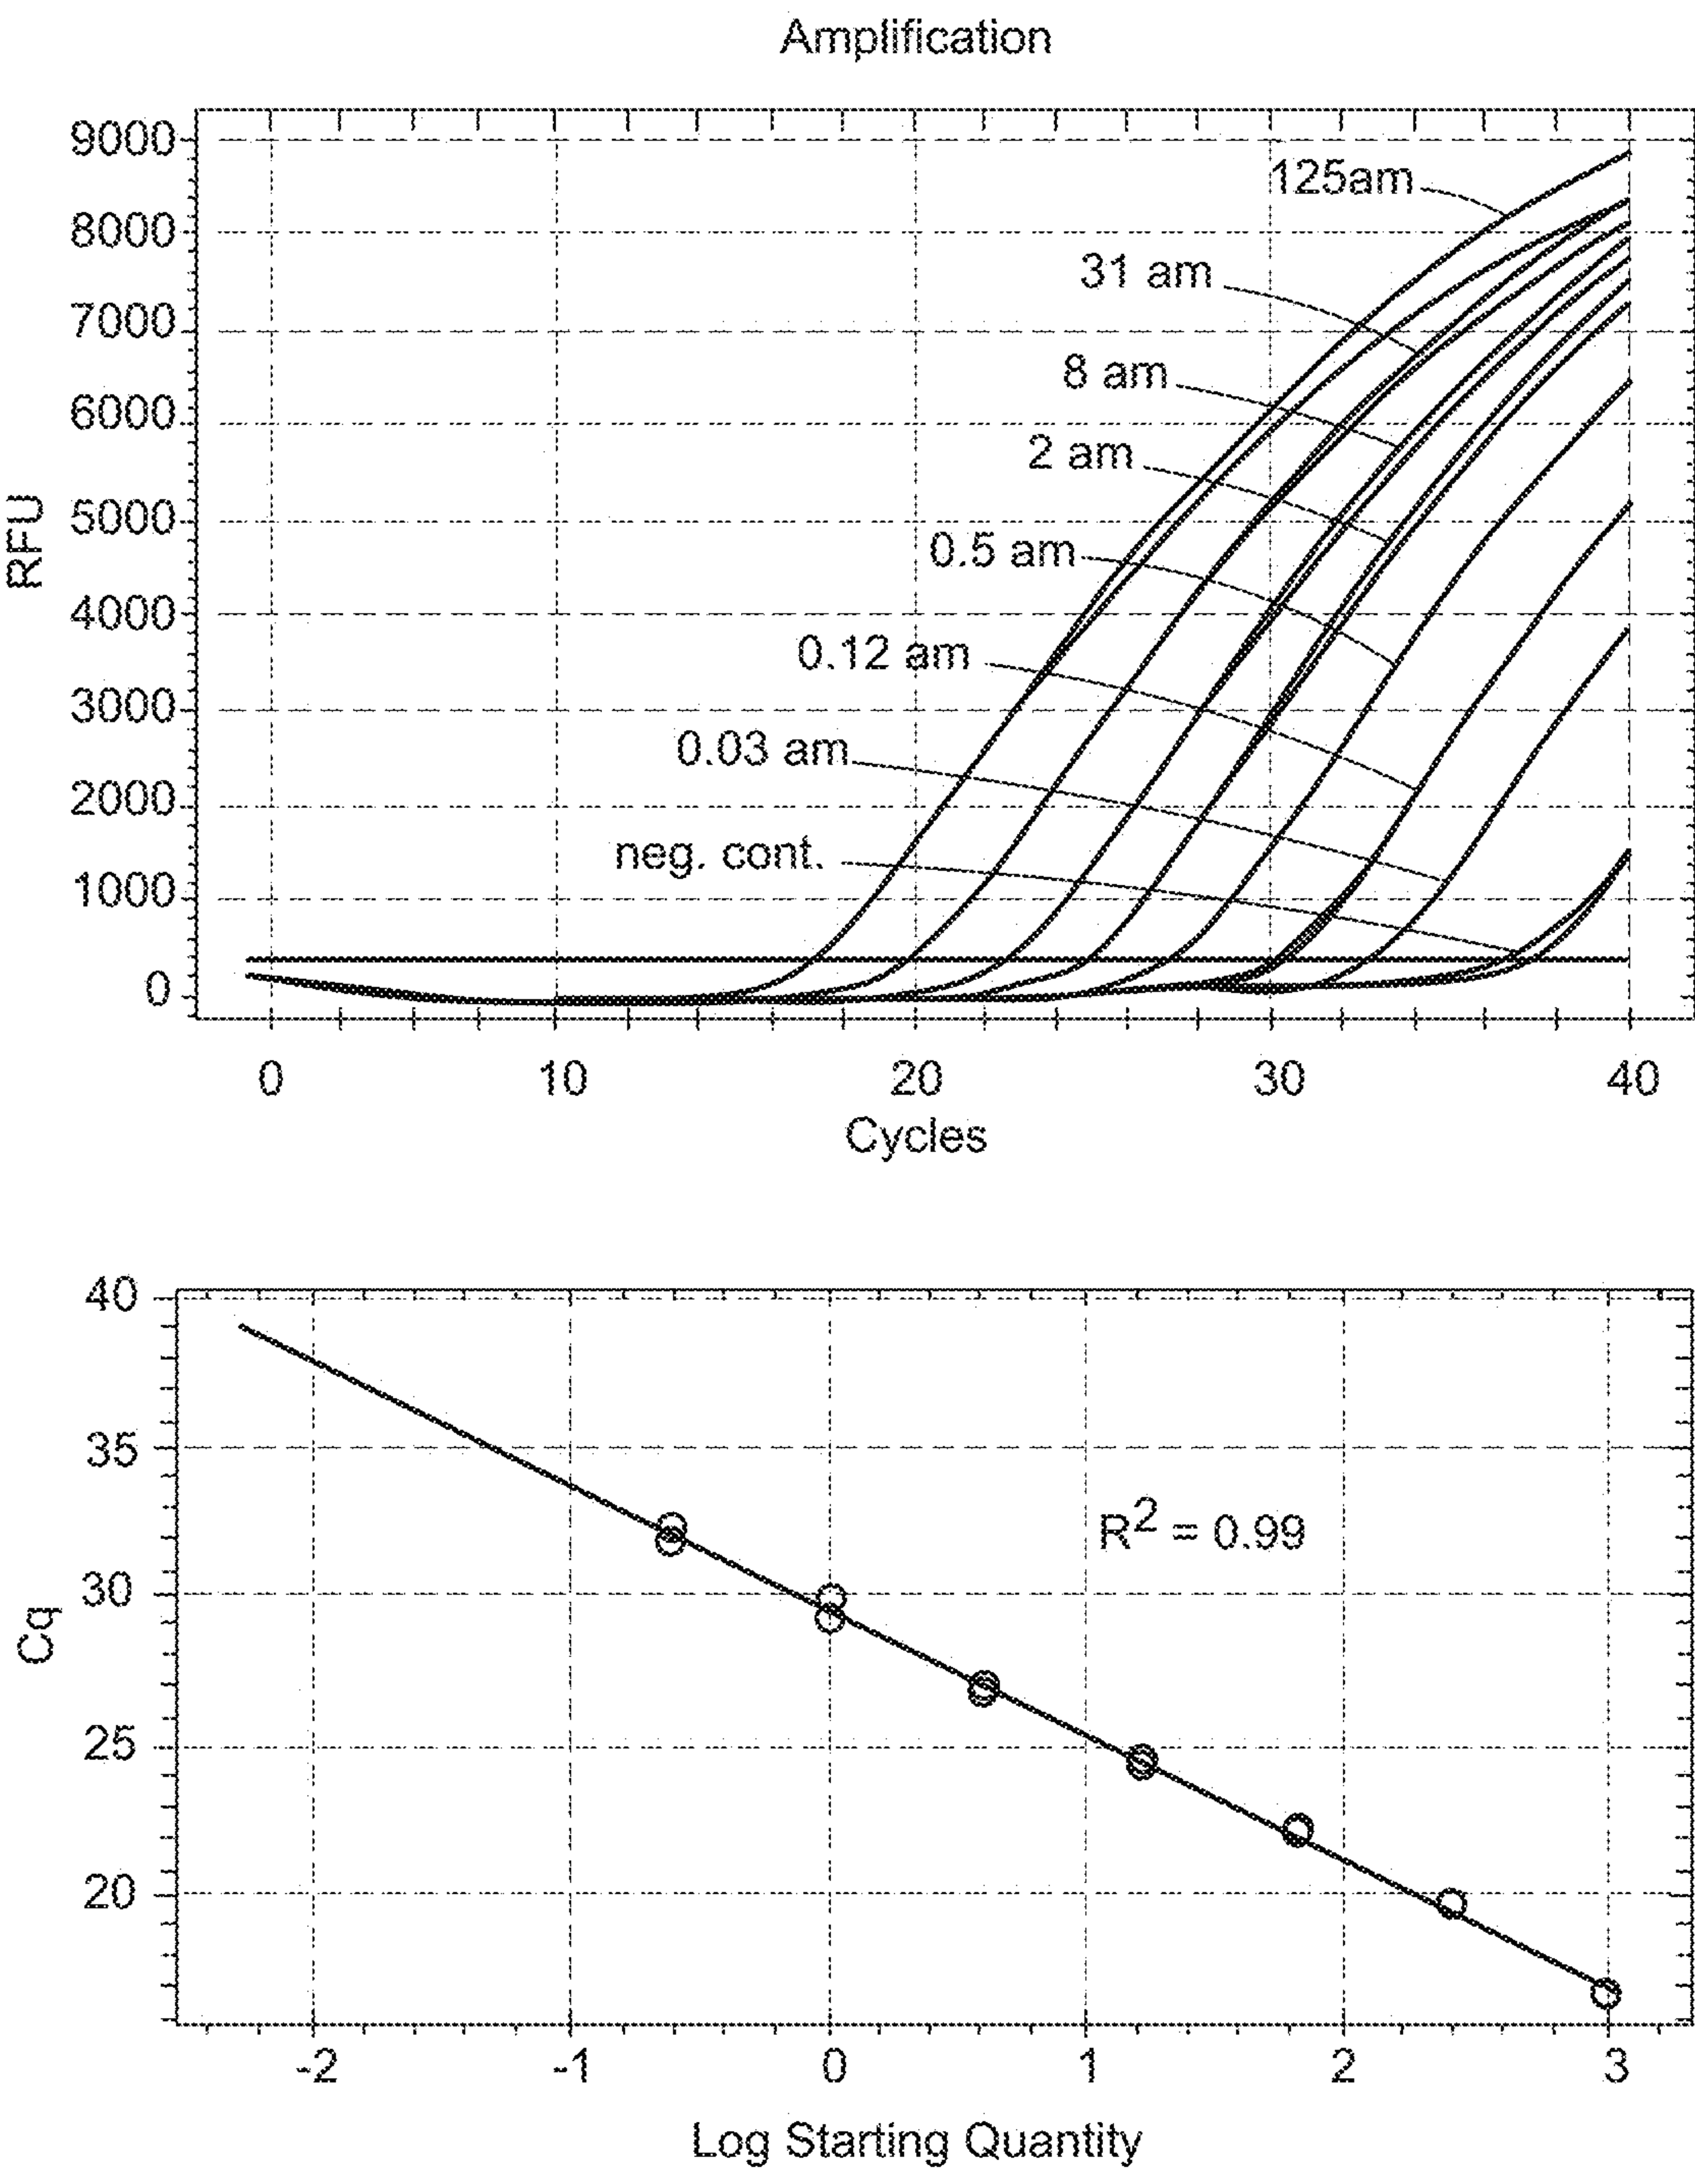 Amplification
9000
8000
7000
6000
5000
4000
3000
2000
1000
0
RFU
125am
31 am
8 am
2 am
0.5 am
0.12 am
0.03 am
neg. cont.
0 10 20 30 40
Cycles
40
35
30
25
20
Cq
R2 = 0.99
-2 -1 0 1 2 3
Log Starting Quantity